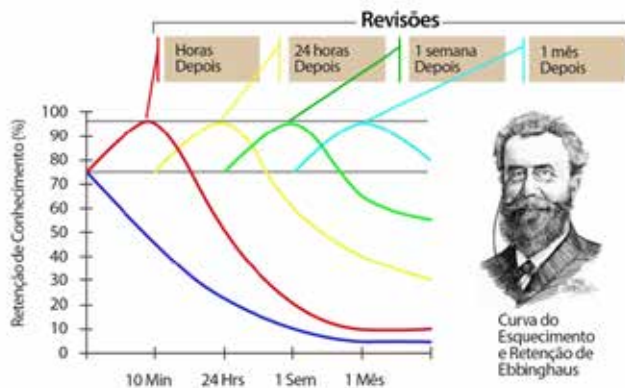 Revisões
Horas
Depois
24 horas
Depois
1 semana
Depois
1 mês
Depois
Retenção de Conhecimento (%)
100
90
80
70
60
50
40
30
20
10
0
10 Min
24 Hrs
1 Sem
1 Mês
Curva do
Esquecimento
e Retenção de
Ebbinghaus